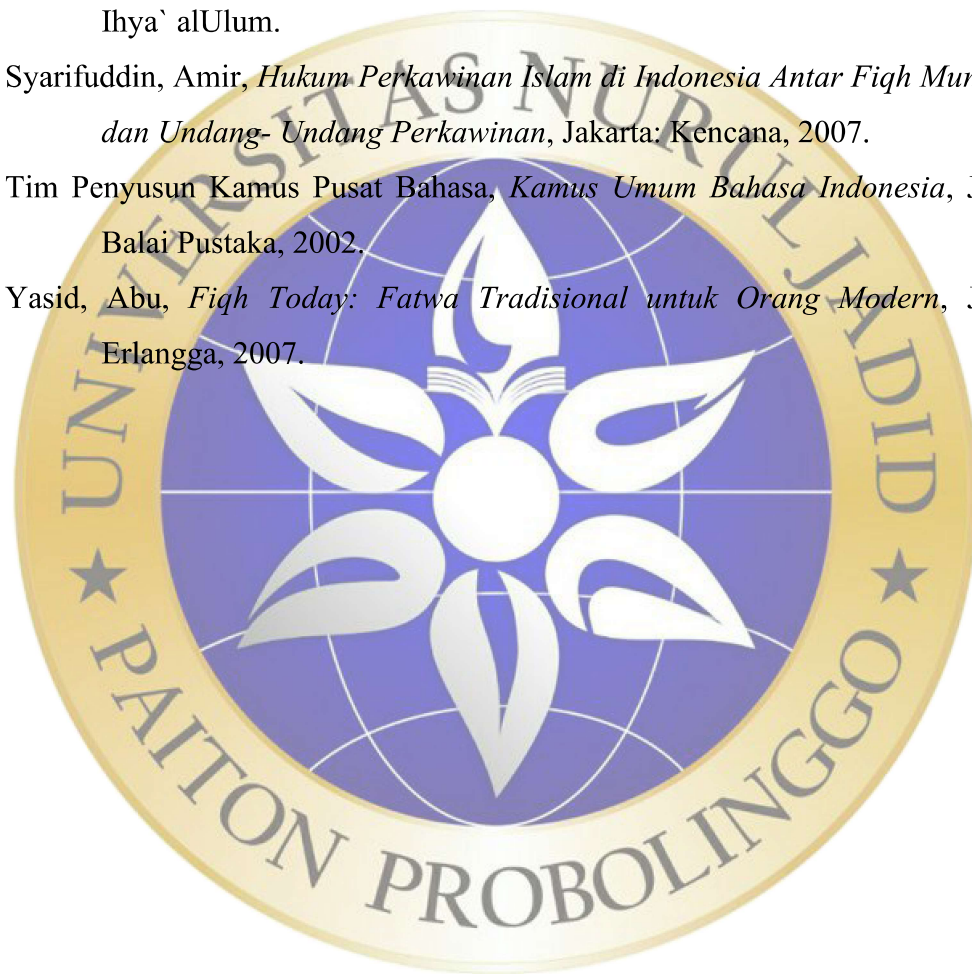 Ihya` alUlum.
Syarifuddin, Amir, Hukum Perkawinan Islam di Indonesia Antar Fiqh
dan Undang- Undang Perkawinan, Jakarta: Kencana, 2007.
Tim Penyusun Kamus Pusat Bahasa, Kamus Umum Bahasa Indonesia,
Balai Pustaka, 2002.
Yasid, Abu, Fiqh Today: Fatwa Tradisional untuk Orang Modern,
Erlangga, 2007.
UNIVERSITAS NURUL JADID
PAITON PROBOLINGGO